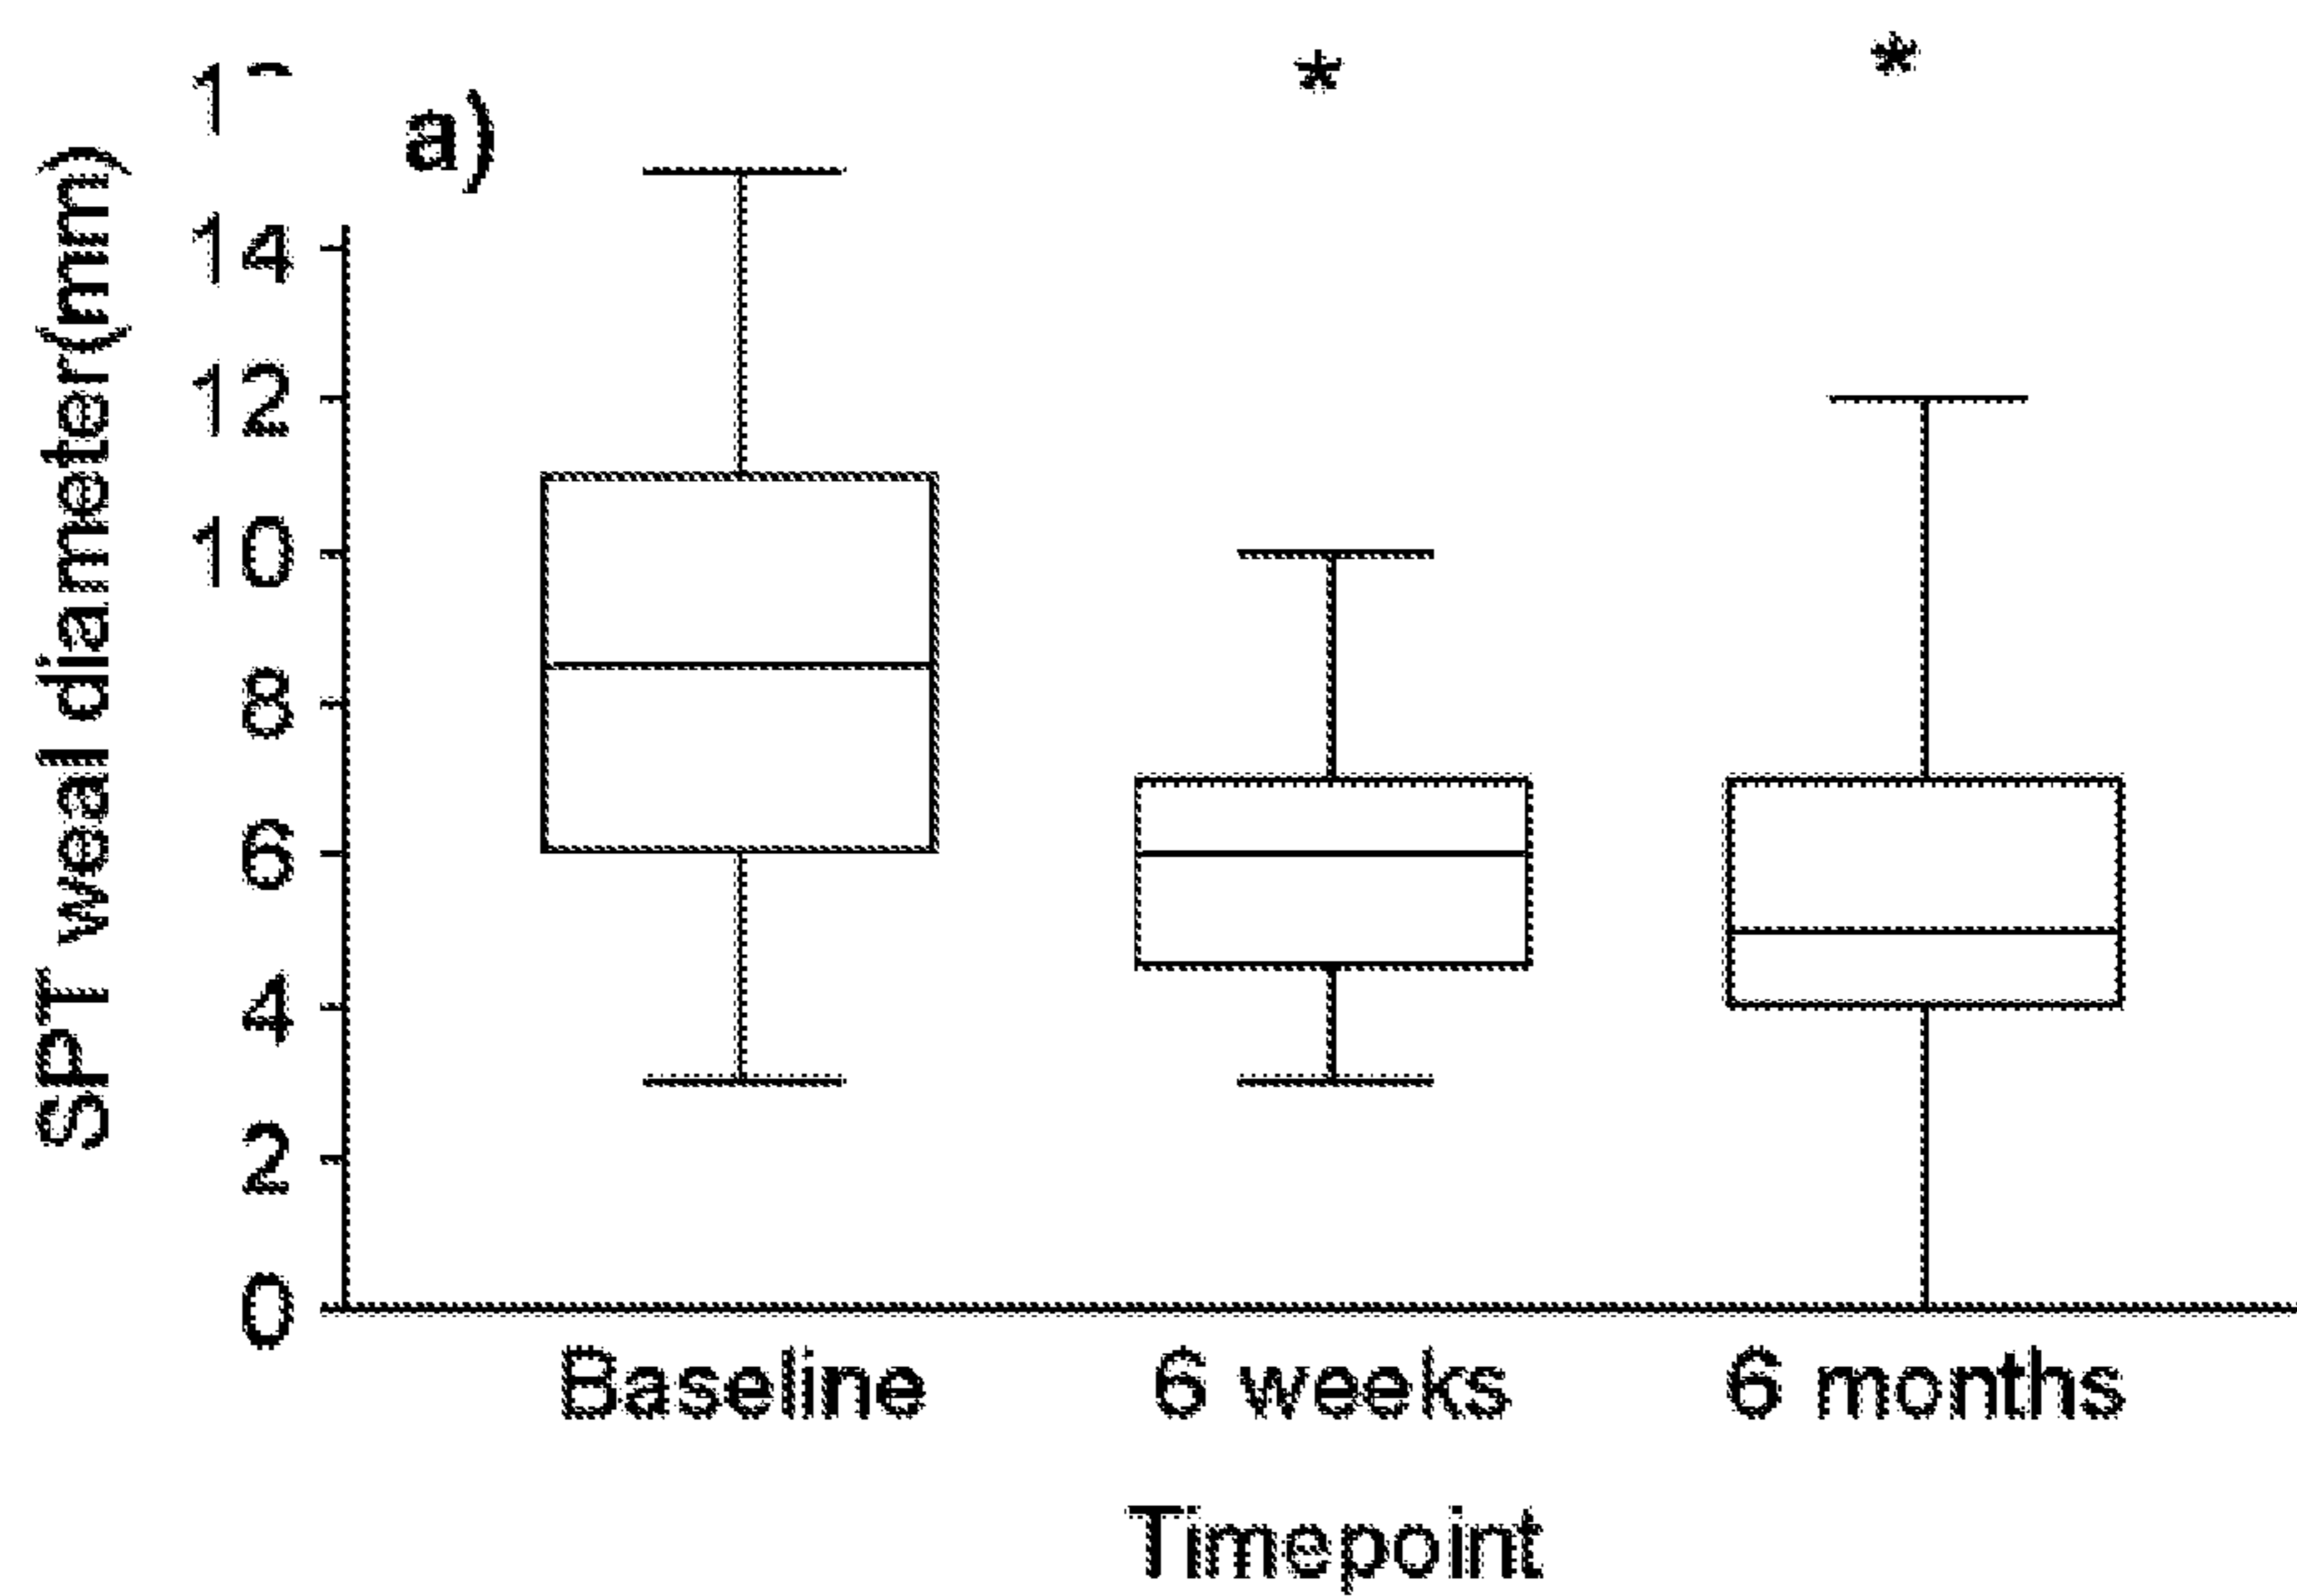 a)
*
*
SPT weal diameter(mm)
14
12
10
8
6
4
2
0
Baseline 6 weeks 6 months
Timepoint